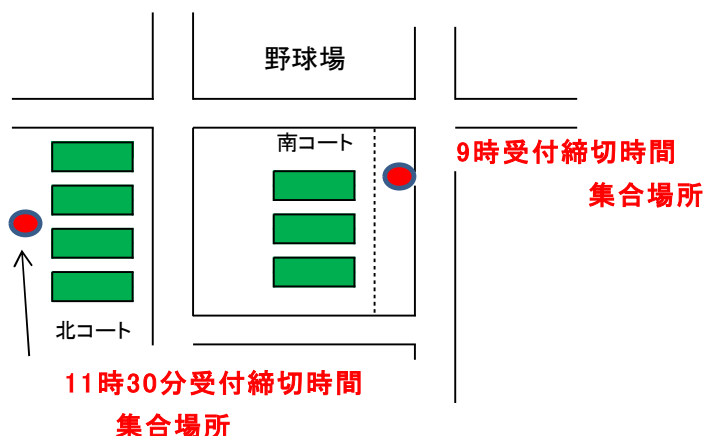 野球場
南コート
9時受付締切時間
集合場所
北コート
11時30分受付締切時間
集合場所